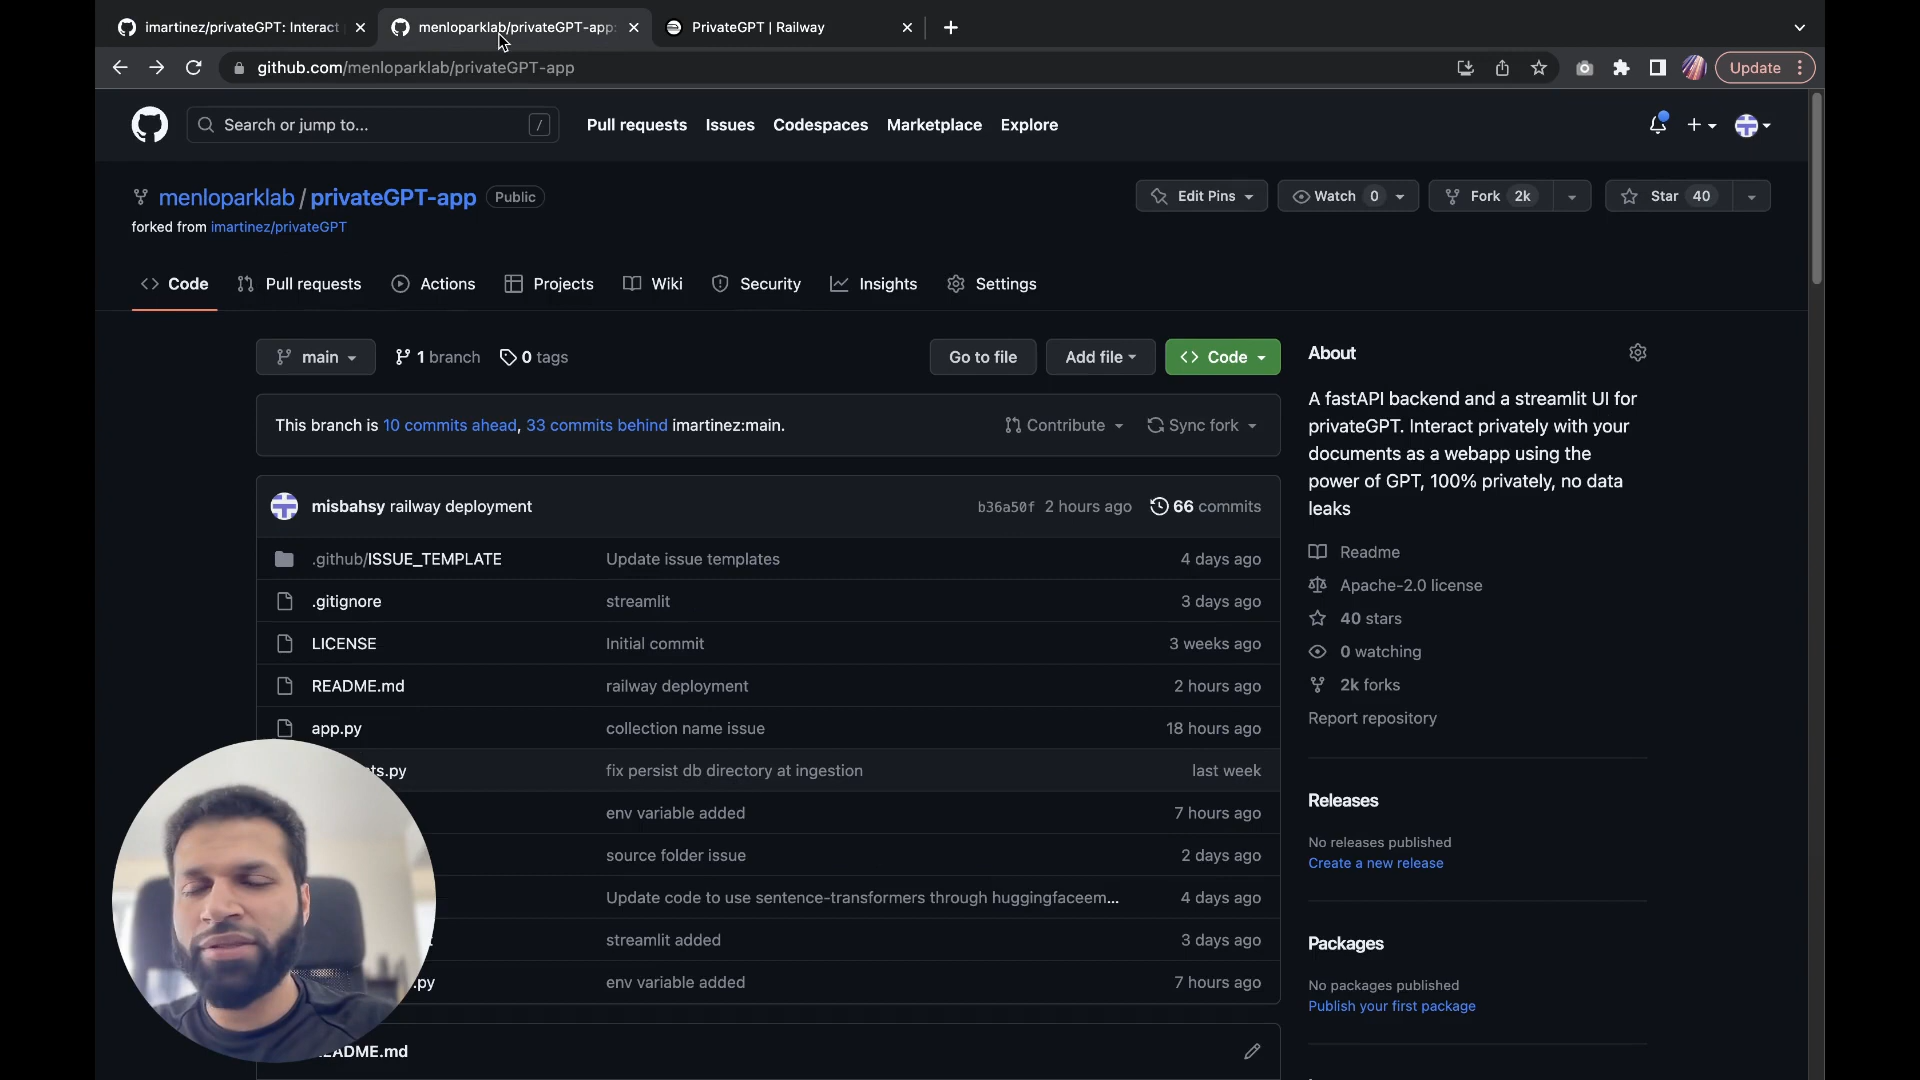 imartinez/privateGPT: Interact
menloparklab/privateGPT-app:
PrivateGPT | Railway
github.com/menloparklab/privateGPT-app
Update
Search or jump to...
/
Pull requests
Issues
Codespaces
Marketplace
Explore
menloparklab / privateGPT-app
Public
Edit Pins
Watch 0
Fork 2k
Star 40
forked from imartinez/privateGPT
Code
Pull requests
Actions
Projects
Wiki
Security
Insights
Settings
main
1 branch
0 tags
Go to file
Add file
Code
This branch is 10 commits ahead, 33 commits behind imartinez:main.
Contribute
Sync fork
misbahsy railway deployment
b36a50f 2 hours ago
66 commits
.github/ISSUE_TEMPLATE
Update issue templates
4 days ago
.gitignore
streamlit
3 days ago
LICENSE
Initial commit
3 weeks ago
README.md
railway deployment
2 hours ago
app.py
collection name issue
18 hours ago
ts.py
fix persist db directory at ingestion
last week
env variable added
7 hours ago
source folder issue
2 days ago
Update code to use sentence-transformers through huggingfaceem...
4 days ago
streamlit added
3 days ago
.py
env variable added
7 hours ago
README.md
About
A fastAPI backend and a streamlit UI for
privateGPT. Interact privately with your
documents as a webapp using the
power of GPT, 100% privately, no data
leaks
Readme
Apache-2.0 license
40 stars
0 watching
2k forks
Report repository
Releases
No releases published
Create a new release
Packages
No packages published
Publish your first package